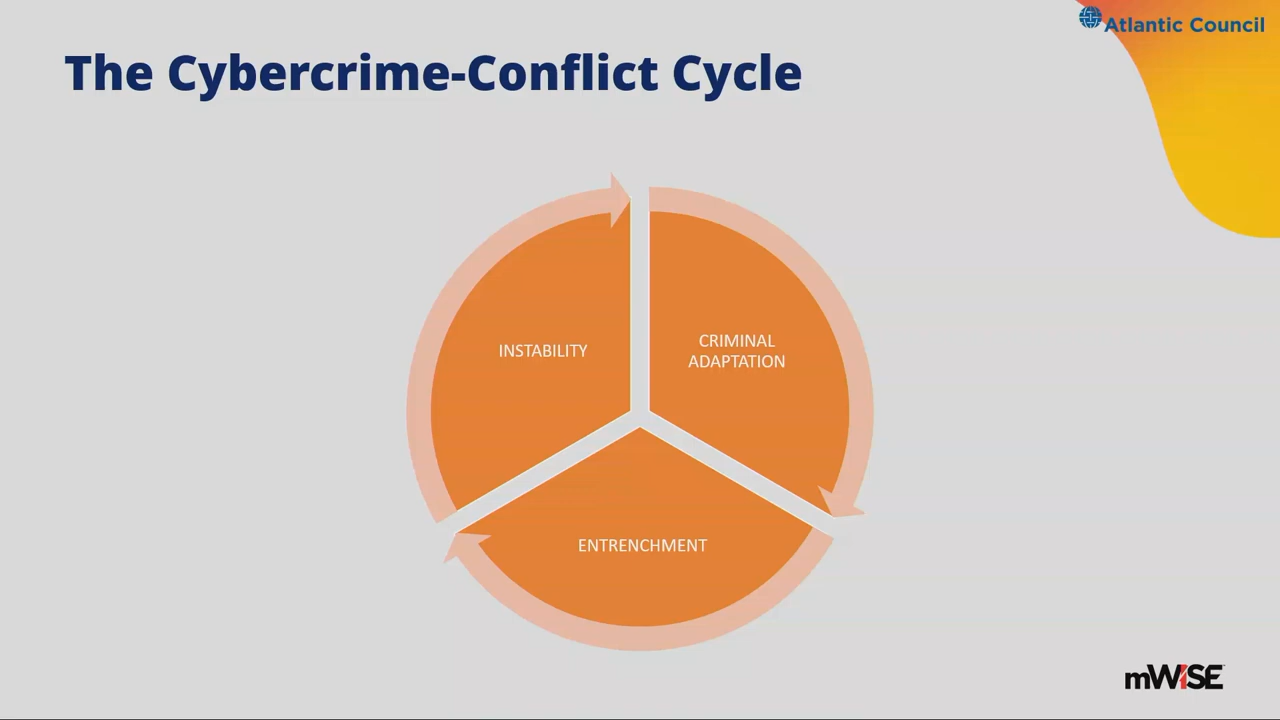 Atlantic Council
The Cybercrime-Conflict Cycle
INSTABILITY
CRIMINAL
ADAPTATION
ENTRENCHMENT
mWISE